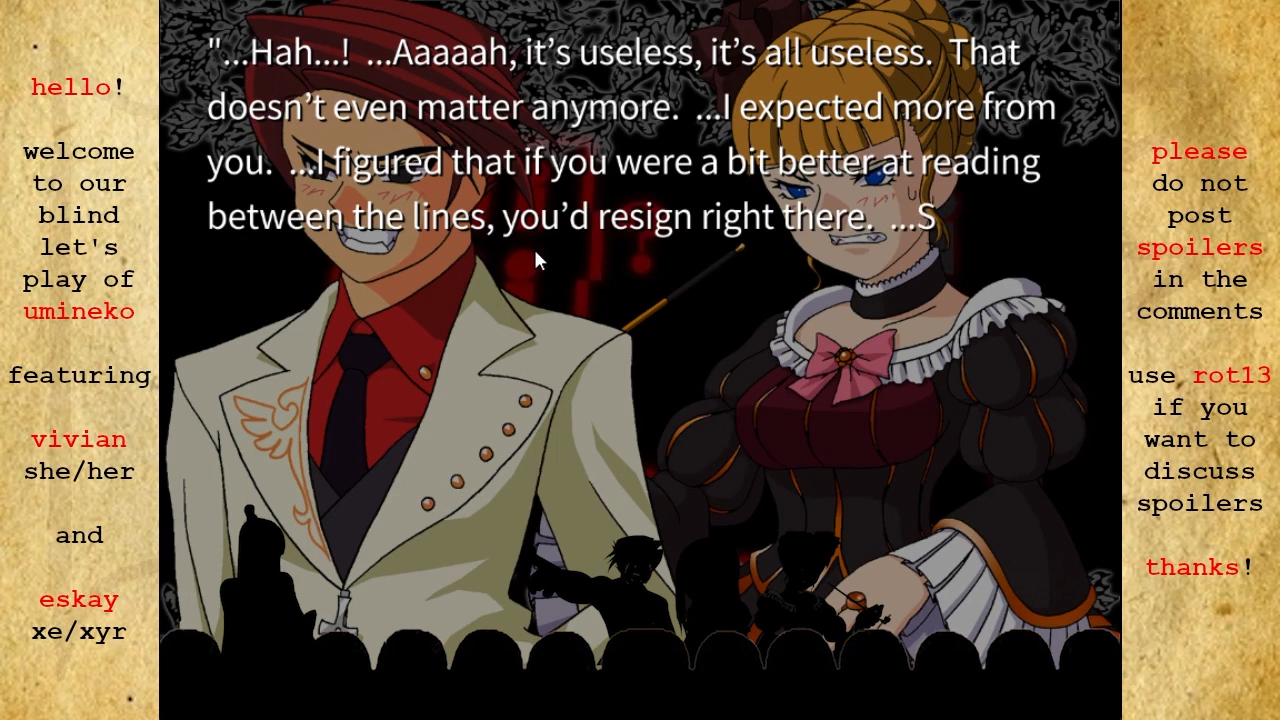 hello!
welcome
to our
blind
let's
play of
umineko
featuring
vivian
she/her
and
eskay
xe/xyr
"...Hah...!  ...Aaaaah, it’s useless, it’s all useless.  That
doesn’t even matter anymore.  ...I expected more from
you.  ...I figured that if you were a bit better at reading
between the lines, you’d resign right there.  ...S
please
do not
post
spoilers
in the
comments
use rot13
if you
want to
discuss
spoilers
thanks!